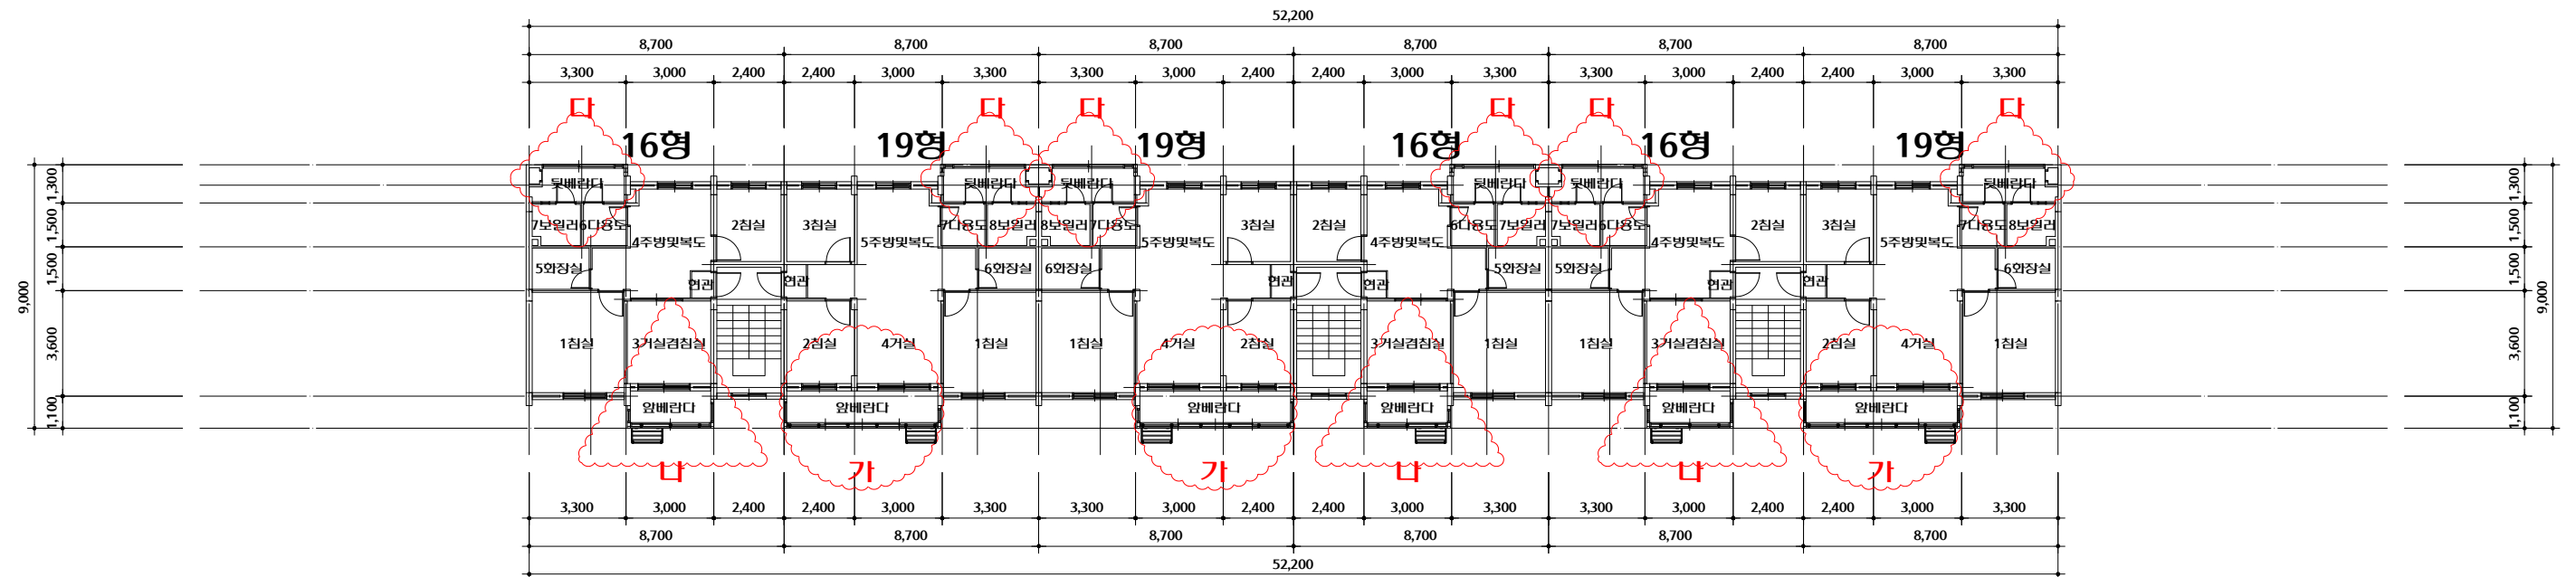 52,200
8,700 8,700 8,700 8,700 8,700 8,700
3,300 3,000 2,400 2,400 3,000 3,300 3,300 3,000 2,400 2,400 3,000 3,300 3,300 3,000 2,400 2,400 3,000 3,300
다 다 다 다 다 다
16형 19형 19형 16형 16형 19형
뒷베란다 뒷베란다 뒷베란다 뒷베란다 뒷베란다 뒷베란다
7보일러 6다용도 2침실 3침실 7다용도 8보일러 8보일러 7다용도 3침실 2침실 6다용도 7보일러 7보일러 6다용도 2침실 3침실 7다용도 8보일러
4주방및복도 5주방및복도 5주방및복도 4주방및복도 4주방및복도 5주방및복도
5화장실 6화장실 6화장실 5화장실 5화장실 6화장실
현관 현관 현관 현관 현관 현관
1침실 3거실겸침실 2침실 4거실 1침실 1침실 4거실 2침실 3거실겸침실 1침실 1침실 3거실겸침실 2침실 4거실 1침실
앞베란다 앞베란다 앞베란다 앞베란다 앞베란다 앞베란다
나 가 가 나 나 가
9,000
1,300
1,500
1,500
3,600
1,100
1,300
1,500
1,500
3,600
1,100
9,000
3,300 3,000 2,400 2,400 3,000 3,300 3,300 3,000 2,400 2,400 3,000 3,300 3,300 3,000 2,400 2,400 3,000 3,300
8,700 8,700 8,700 8,700 8,700 8,700
52,200